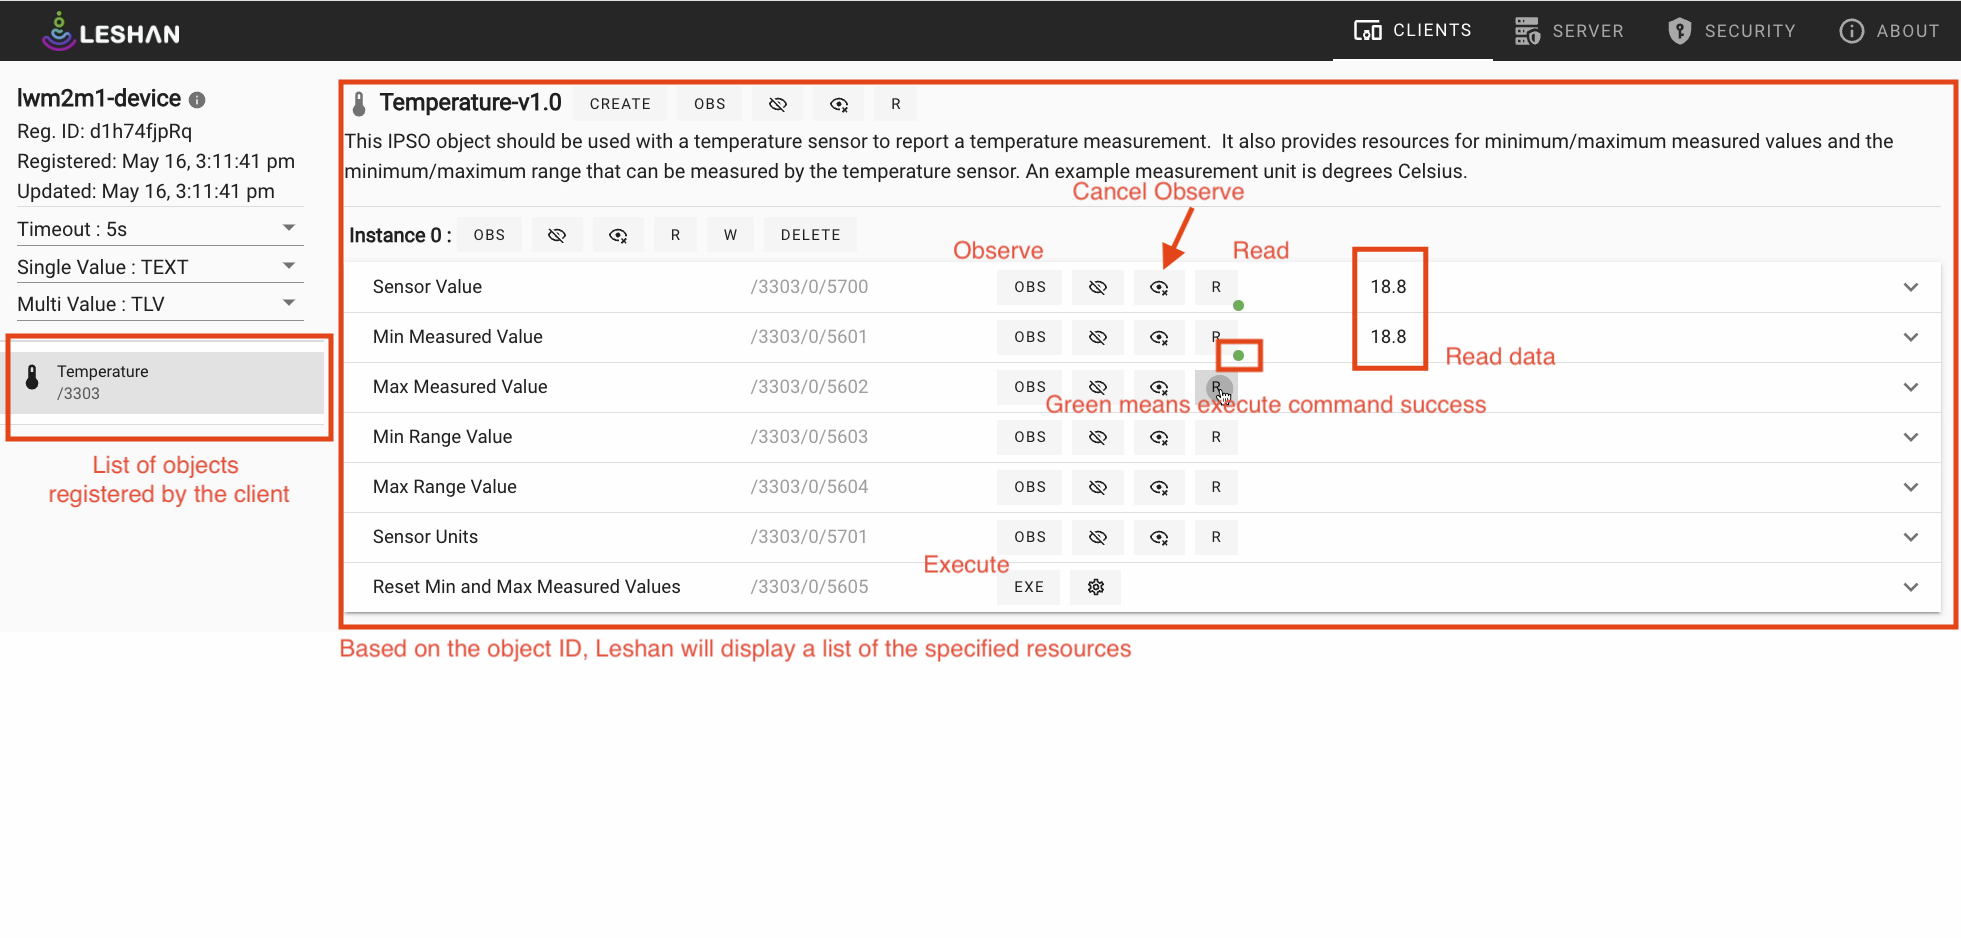 LESHAN
CLIENTS
SERVER
SECURITY
ABOUT
lwm2m1-device
Reg. ID: d1h74fjpRq
Registered: May 16, 3:11:41 pm
Updated: May 16, 3:11:41 pm
Timeout : 5s
Single Value : TEXT
Multi Value : TLV
Temperature
/3303
List of objects
registered by the client
Temperature-v1.0 CREATE OBS R
This IPSO object should be used with a temperature sensor to report a temperature measurement. It also provides resources for minimum/maximum measured values and the
minimum/maximum range that can be measured by the temperature sensor. An example measurement unit is degrees Celsius.
Cancel Observe
Instance 0 : OBS R W DELETE
Observe
Read
Sensor Value /3303/0/5700 OBS R 18.8
Min Measured Value /3303/0/5601 OBS R 18.8
Read data
Max Measured Value /3303/0/5602 OBS R
Green means execute command success
Min Range Value /3303/0/5603 OBS R
Max Range Value /3303/0/5604 OBS R
Sensor Units /3303/0/5701 OBS R
Execute
Reset Min and Max Measured Values /3303/0/5605 EXE
Based on the object ID, Leshan will display a list of the specified resources